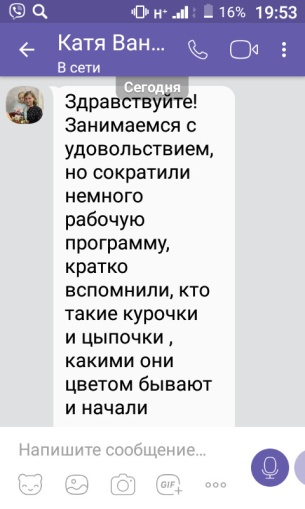 16% 19:53
Катя Ван...
В сети
Сегодня
Здравствуйте!
Занимаемся с
удовольствием,
но сократили
немного
рабочую
программу,
кратко
вспомнили, кто
такие курочки
и цыпочки ,
какими они
цветом бывают
и начали
Напишите сообщение...
GIF